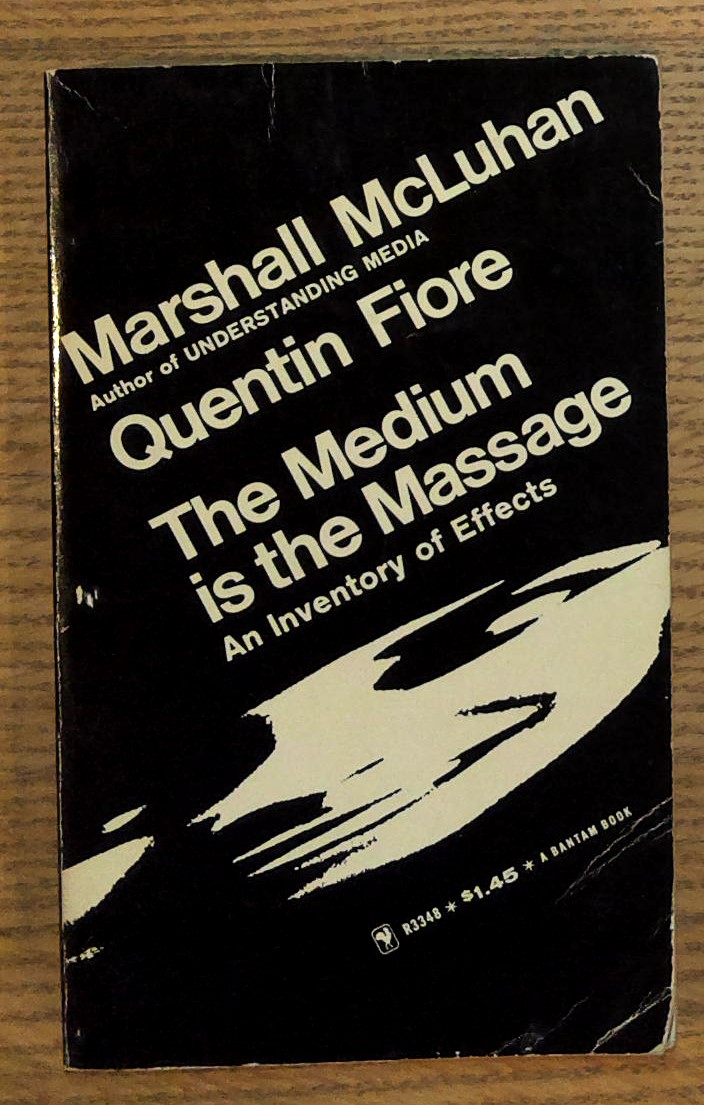 Marshall McLuhan
Author of UNDERSTANDING MEDIA
Quentin Fiore
The Medium
is the Massage
An Inventory of Effects
R3348 * $1.45 * A BANTAM BOOK